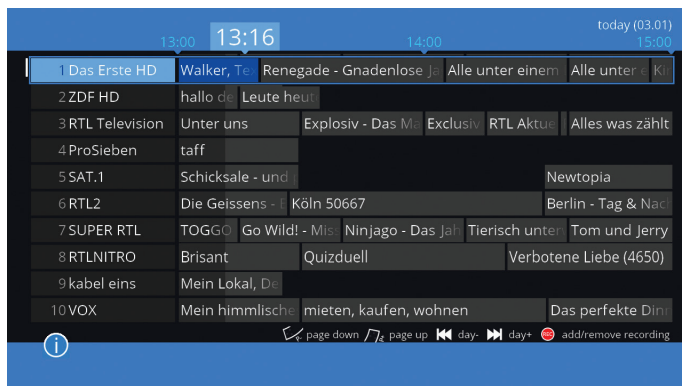 today (03.01)
13:00 13:16 14:00 15:00
1 Das Erste HD Walker, Te Renegade - Gnadenlose Ja Alle unter einem Alle unter e Ki
2 ZDF HD hallo de Leute heut
3 RTL Television Unter uns Explosiv - Das Ma Exclusiv RTL Aktue Alles was zählt
4 ProSieben taff
5 SAT.1 Schicksale - und Newtopia
6 RTL2 Die Geissens - E Köln 50667 Berlin - Tag & Nach
7 SUPER RTL TOGGO Go Wild! - Mis Ninjago - Das Jah Tierisch unter Tom und Jerry
8 RTLNITRO Brisant Quizduell Verbotene Liebe (4650)
9 kabel eins Mein Lokal, De
10 VOX Mein himmlische mieten, kaufen, wohnen Das perfekte Dinn
page down page up day- day+ REC add/remove recording